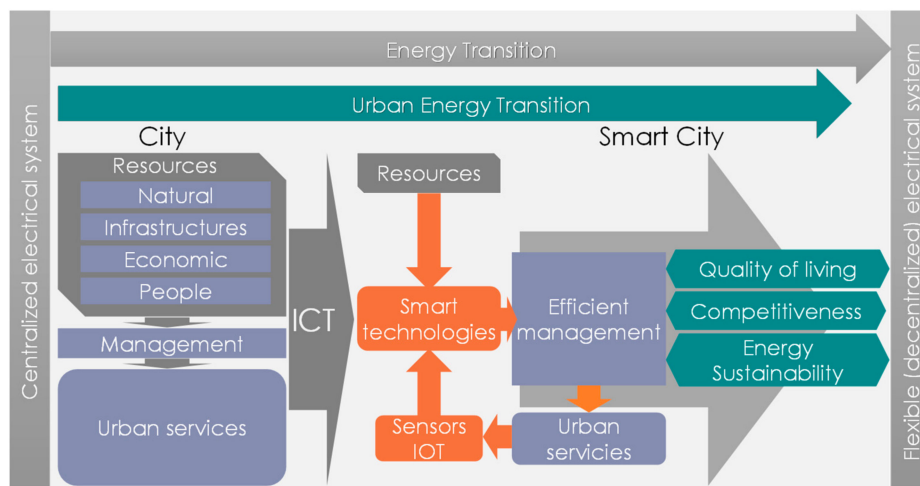 Energy Transition
Urban Energy Transition
City
Smart City
Centralized electrical system
Resources
Natural
Infrastructures
Economic
People
Management
Urban services
ICT
Resources
Smart
technologies
Sensors
IOT
Efficient
management
Urban
servicies
Quality of living
Competitiveness
Energy
Sustainability
Flexible (decentralized) electrical system